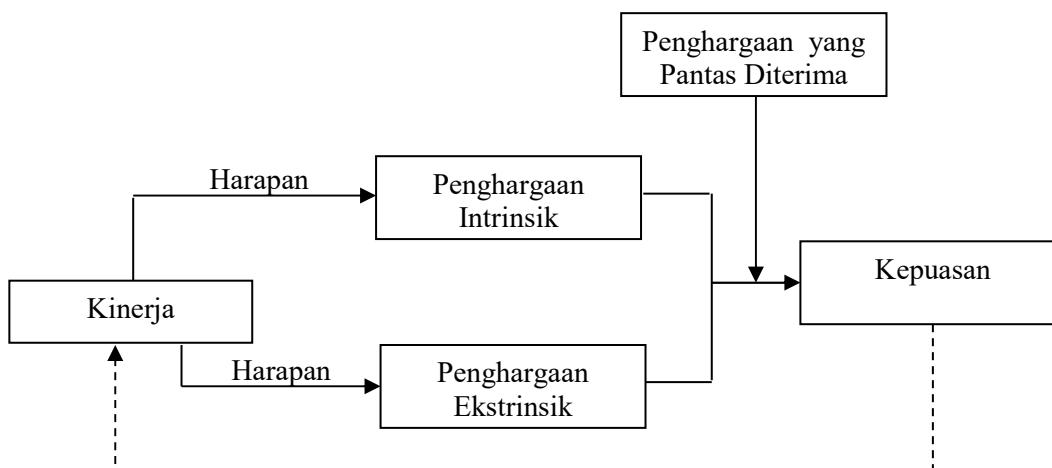 Penghargaan yang
Pantas Diterima
Harapan
Penghargaan
Intrinsik
Kepuasan
Kinerja
Harapan
Penghargaan
Ekstrinsik